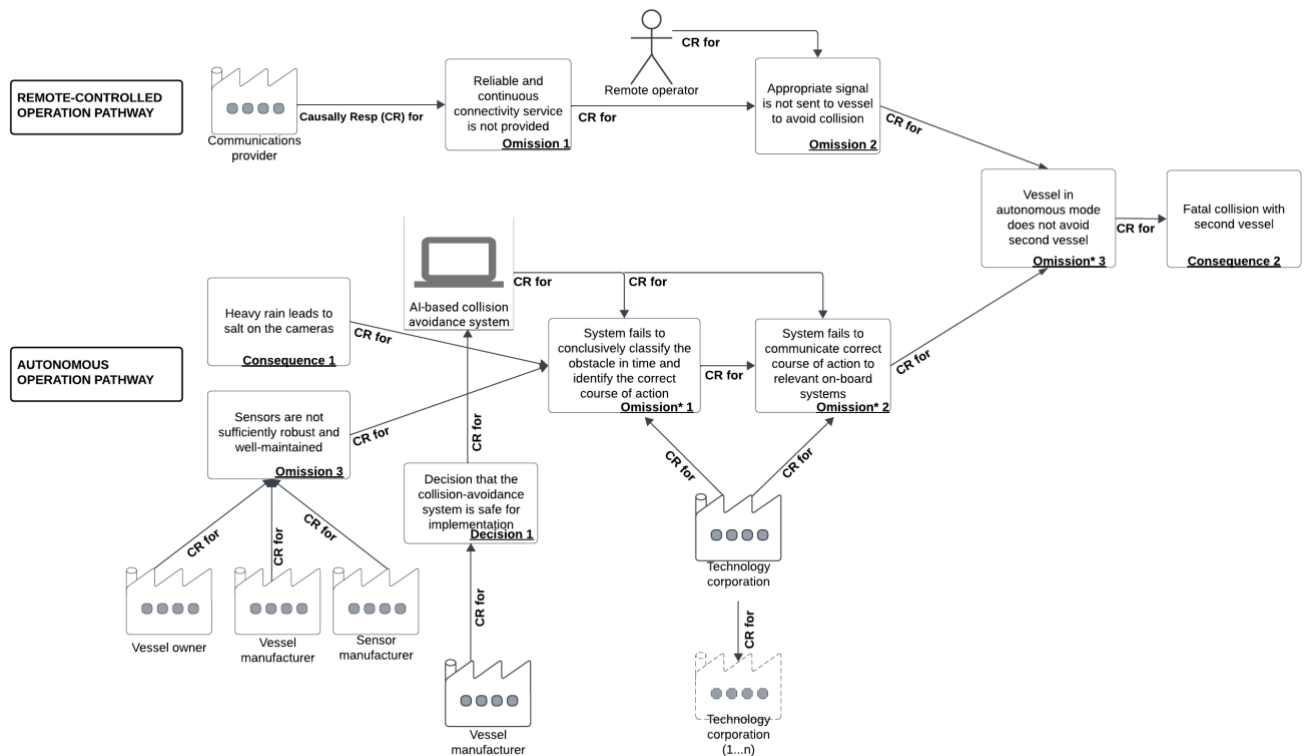 REMOTE-CONTROLLED
OPERATION PATHWAY
Communications
provider
Causally Resp (CR) for
Reliable and
continuous
connectivity service
is not provided
Omission 1
CR for
Remote operator
CR for
Appropriate signal
is not sent to vessel
to avoid collision
Omission 2
CR for
Vessel in
autonomous mode
does not avoid
second vessel
Omission* 3
CR for
Fatal collision with
second vessel
Consequence 2
AUTONOMOUS
OPERATION PATHWAY
Heavy rain leads to
salt on the cameras
Consequence 1
CR for
AI-based collision
avoidance system
CR for
CR for
System fails to
conclusively classify the
obstacle in time and
identify the correct
course of action
Omission* 1
CR for
System fails to
communicate correct
course of action to
relevant on-board
systems
Omission* 2
CR for
Sensors are not
sufficiently robust and
well-maintained
Omission 3
CR for
CR for
Decision that the
collision-avoidance
system is safe for
implementation
Decision 1
CR for
CR for
CR for
CR for
CR for
CR for
Vessel owner
Vessel
manufacturer
Sensor
manufacturer
CR for
Vessel
manufacturer
Technology
corporation
CR for
Technology
corporation
(1...n)